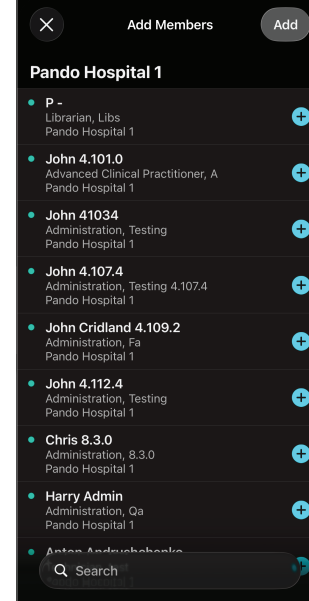 Add Members
Add
Pando Hospital 1
P -
Librarian, Libs
Pando Hospital 1
John 4.101.0
Advanced Clinical Practitioner, A
Pando Hospital 1
John 41034
Administration, Testing
Pando Hospital 1
John 4.107.4
Administration, Testing 4.107.4
Pando Hospital 1
John Cridland 4.109.2
Administration, Fa
Pando Hospital 1
John 4.112.4
Administration, Testing
Pando Hospital 1
Chris 8.3.0
Administration, 8.3.0
Pando Hospital 1
Harry Admin
Administration, Qa
Pando Hospital 1
Anton Andrushchenko
Search